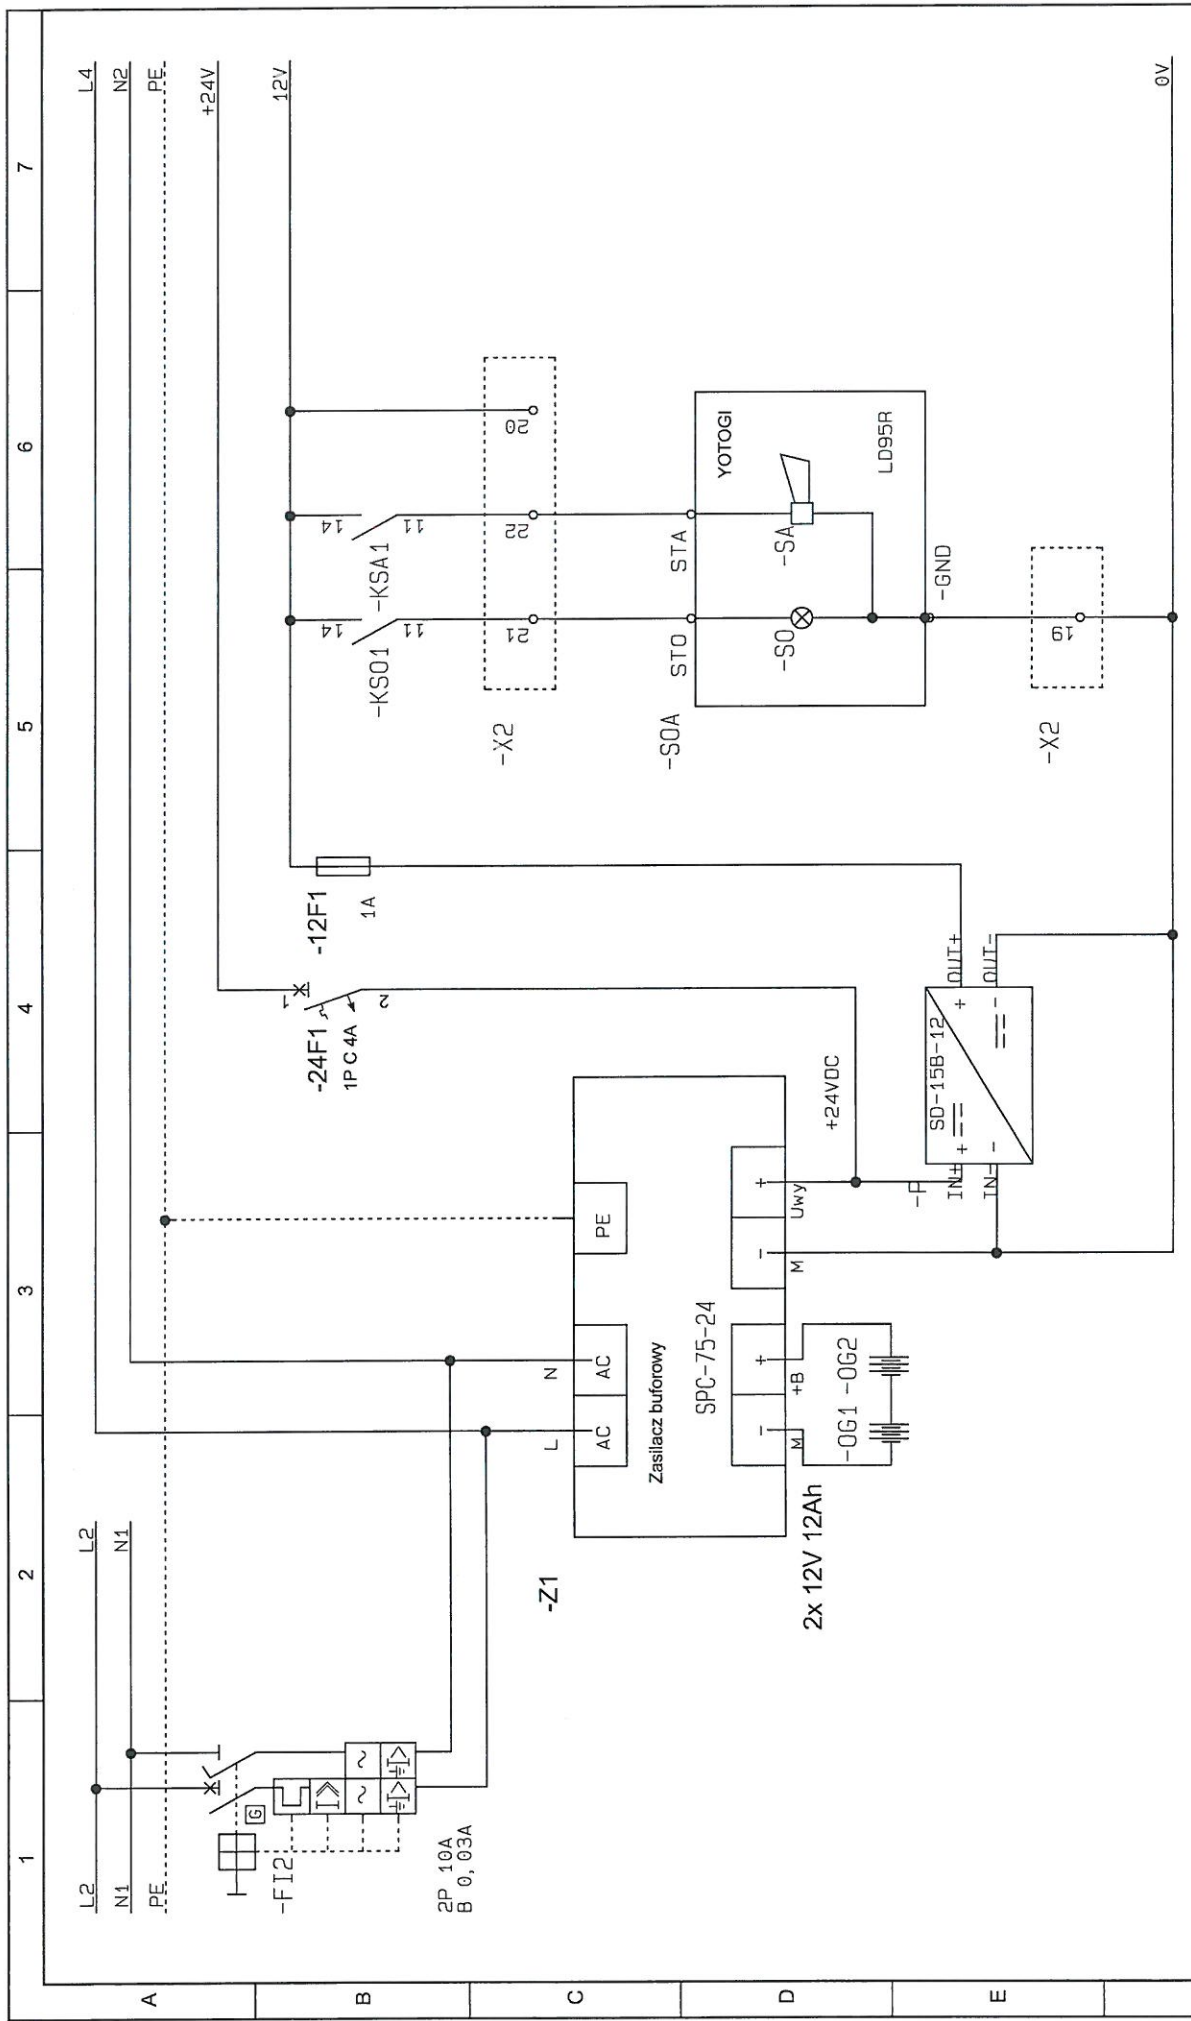 1
2
3
4
5
6
7
A
B
C
D
E
L2
N1
PE
L2
N1
L4
N2
PE
+24V
12V
0V
-FI2
G
2P 10A
B 0,03A
-Z1
L
N
AC
AC
PE
Zasilacz buforowy
SPC-75-24
M
+B
M
Uwy
-
+
-
+
+24VDC
2x 12V 12Ah
-OG1
-OG2
-24F1
1P C 4A
1
2
-12F1
1A
-P
IN+
IN-
SD-15B-12
+
-
+
-
OUT+
OUT-
-KSO1
14
11
-KSA1
14
11
-X2
21
22
20
-SOA
STO
STA
YOTOGI
-SO
-SA
LD95R
-GND
-X2
19